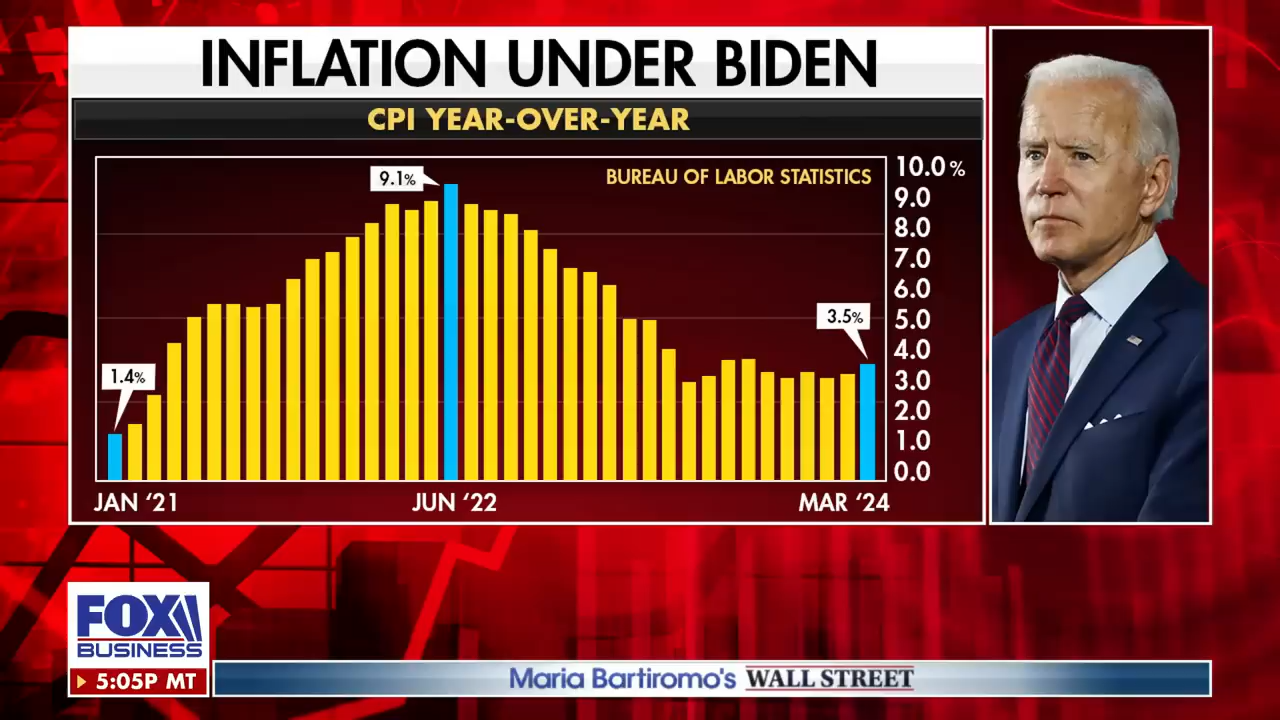 INFLATION UNDER BIDEN
CPI YEAR-OVER-YEAR
BUREAU OF LABOR STATISTICS
9.1%
1.4%
3.5%
10.0%
9.0
8.0
7.0
6.0
5.0
4.0
3.0
2.0
1.0
0.0
JAN ‘21
JUN ‘22
MAR ‘24
FOX
BUSINESS
5:05P MT
Maria Bartiromo's WALL STREET